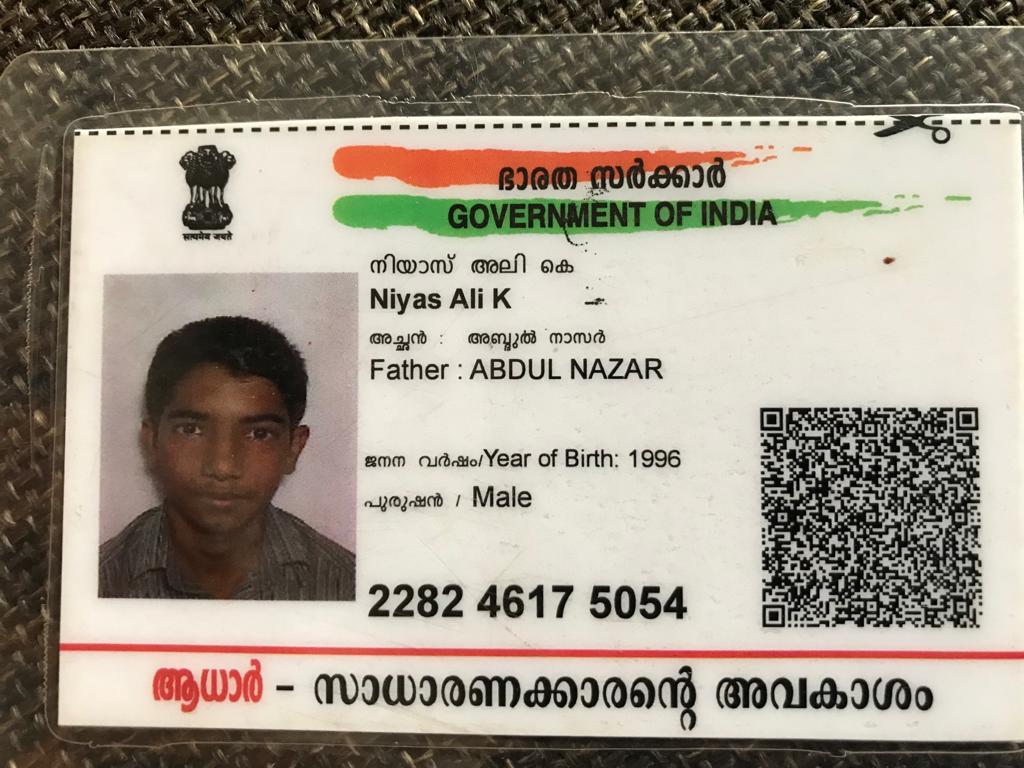 सत्यमेव जयते
ഭാരത സർക്കാർ
GOVERNMENT OF INDIA
നിയാസ് അലി കെ
Niyas Ali K
അച്ഛൻ : അബ്ദുൽ നാസർ
Father : ABDUL NAZAR
ജനന വർഷം/Year of Birth: 1996
പുരുഷൻ / Male
2282 4617 5054
ആധാർ – സാധാരണക്കാരന്റെ അവകാശം